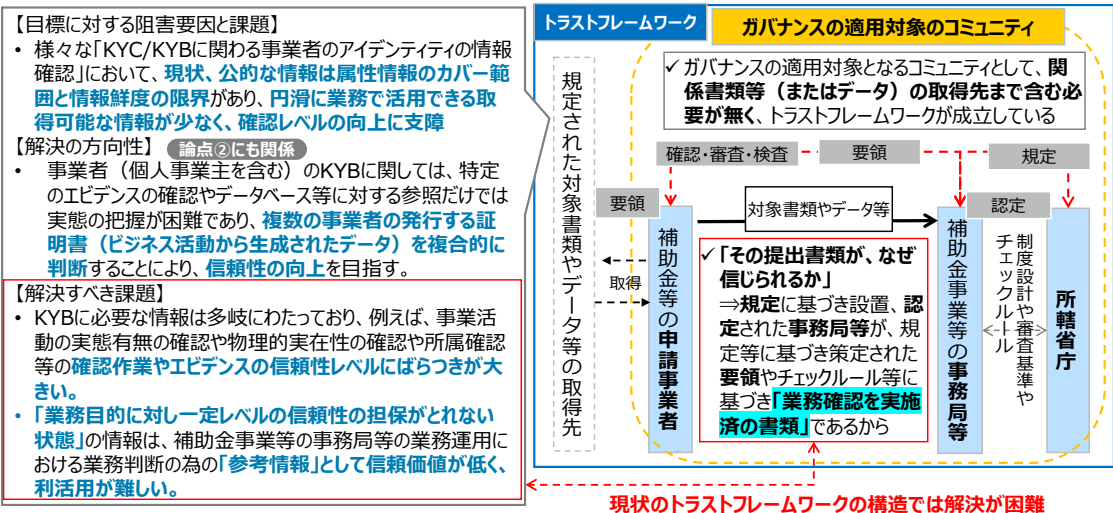 【目標に対する阻害要因と課題】
• 様々な「KYC/KYBに関わる事業者のアイデンティティの情報
確認」において、現状、公的な情報は属性情報のカバー範
囲と情報鮮度の限界があり、円滑に業務で活用できる取
得可能な情報が少なく、確認レベルの向上に支障
【解決の方向性】 論点②にも関係
• 事業者（個人事業主を含む）のKYBに関しては、特定
のエビデンスの確認やデータベース等に対する参照だけでは
実態の把握が困難であり、複数の事業者の発行する証
明書（ビジネス活動から生成されたデータ）を複合的に
判断することにより、信頼性の向上を目指す。
【解決すべき課題】
• KYBに必要な情報は多岐にわたっており、例えば、事業活
動の実態有無の確認や物理的実在性の確認や所属確認
等の確認作業やエビデンスの信頼性レベルにばらつきが大
きい。
• 「業務目的に対し一定レベルの信頼性の担保がとれない
状態」の情報は、補助金事業等の事務局等の業務運用に
おける業務判断の為の「参考情報」として信頼価値が低く、
利活用が難しい。
トラストフレームワーク
ガバナンスの適用対象のコミュニティ
✓ ガバナンスの適用対象となるコミュニティとして、関
係書類等（またはデータ）の取得先まで含む必
要が無く、トラストフレームワークが成立している
規定された対象書類やデータ等の取得先
確認・審査・検査
要領
規定
要領
対象書類やデータ等
認定
取得
補助金等の申請事業者
✓ 「その提出書類が、なぜ
信じられるか」
⇒規定に基づき設置、認
定された事務局等が、規
定等に基づき策定された
要領やチェックルール等に
基づき「業務確認を実施
済の書類」であるから
補助金事業等の事務局等
制度設計や審査基準や
チェックルール
所轄省庁
現状のトラストフレームワークの構造では解決が困難